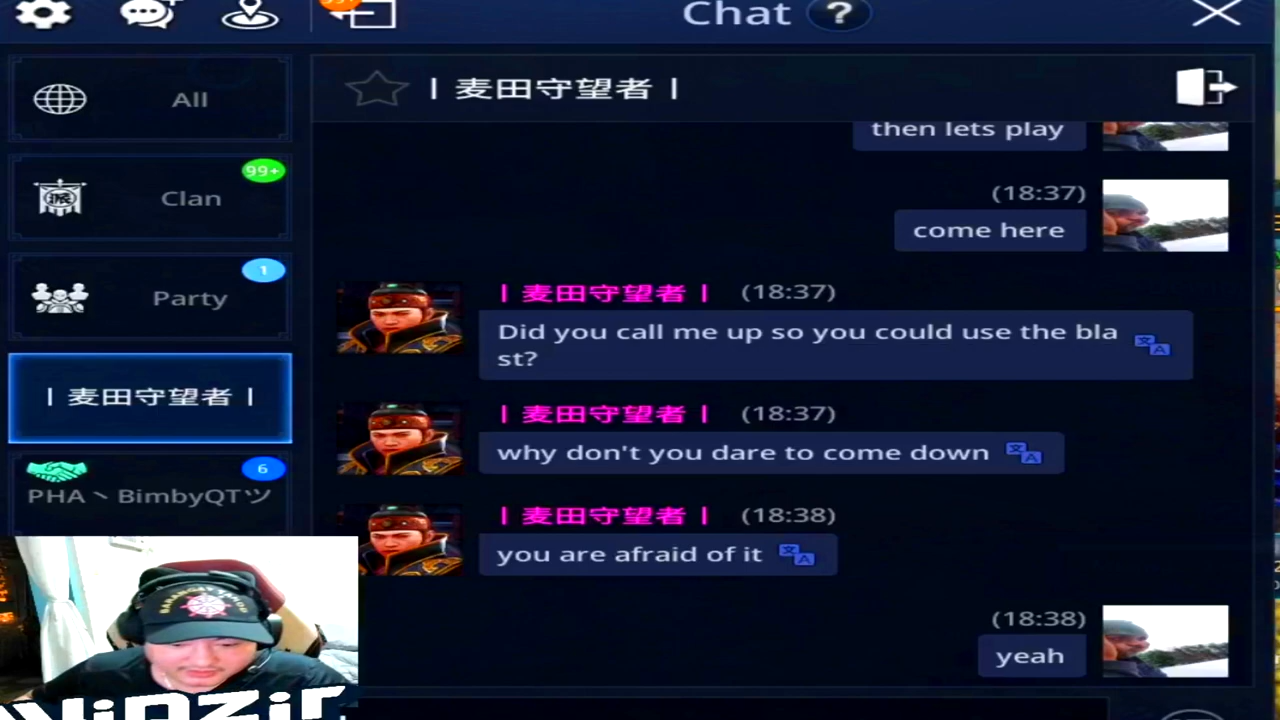 99+
Chat ?
All
| 麦田守望者 |
then lets play
99+
Clan
(18:37)
come here
1
Party
| 麦田守望者 | (18:37)
Did you call me up so you could use the bla
st?
| 麦田守望者 |
| 麦田守望者 | (18:37)
why don't you dare to come down
6
PHA丶BimbyQTツ
| 麦田守望者 | (18:38)
you are afraid of it
(18:38)
yeah